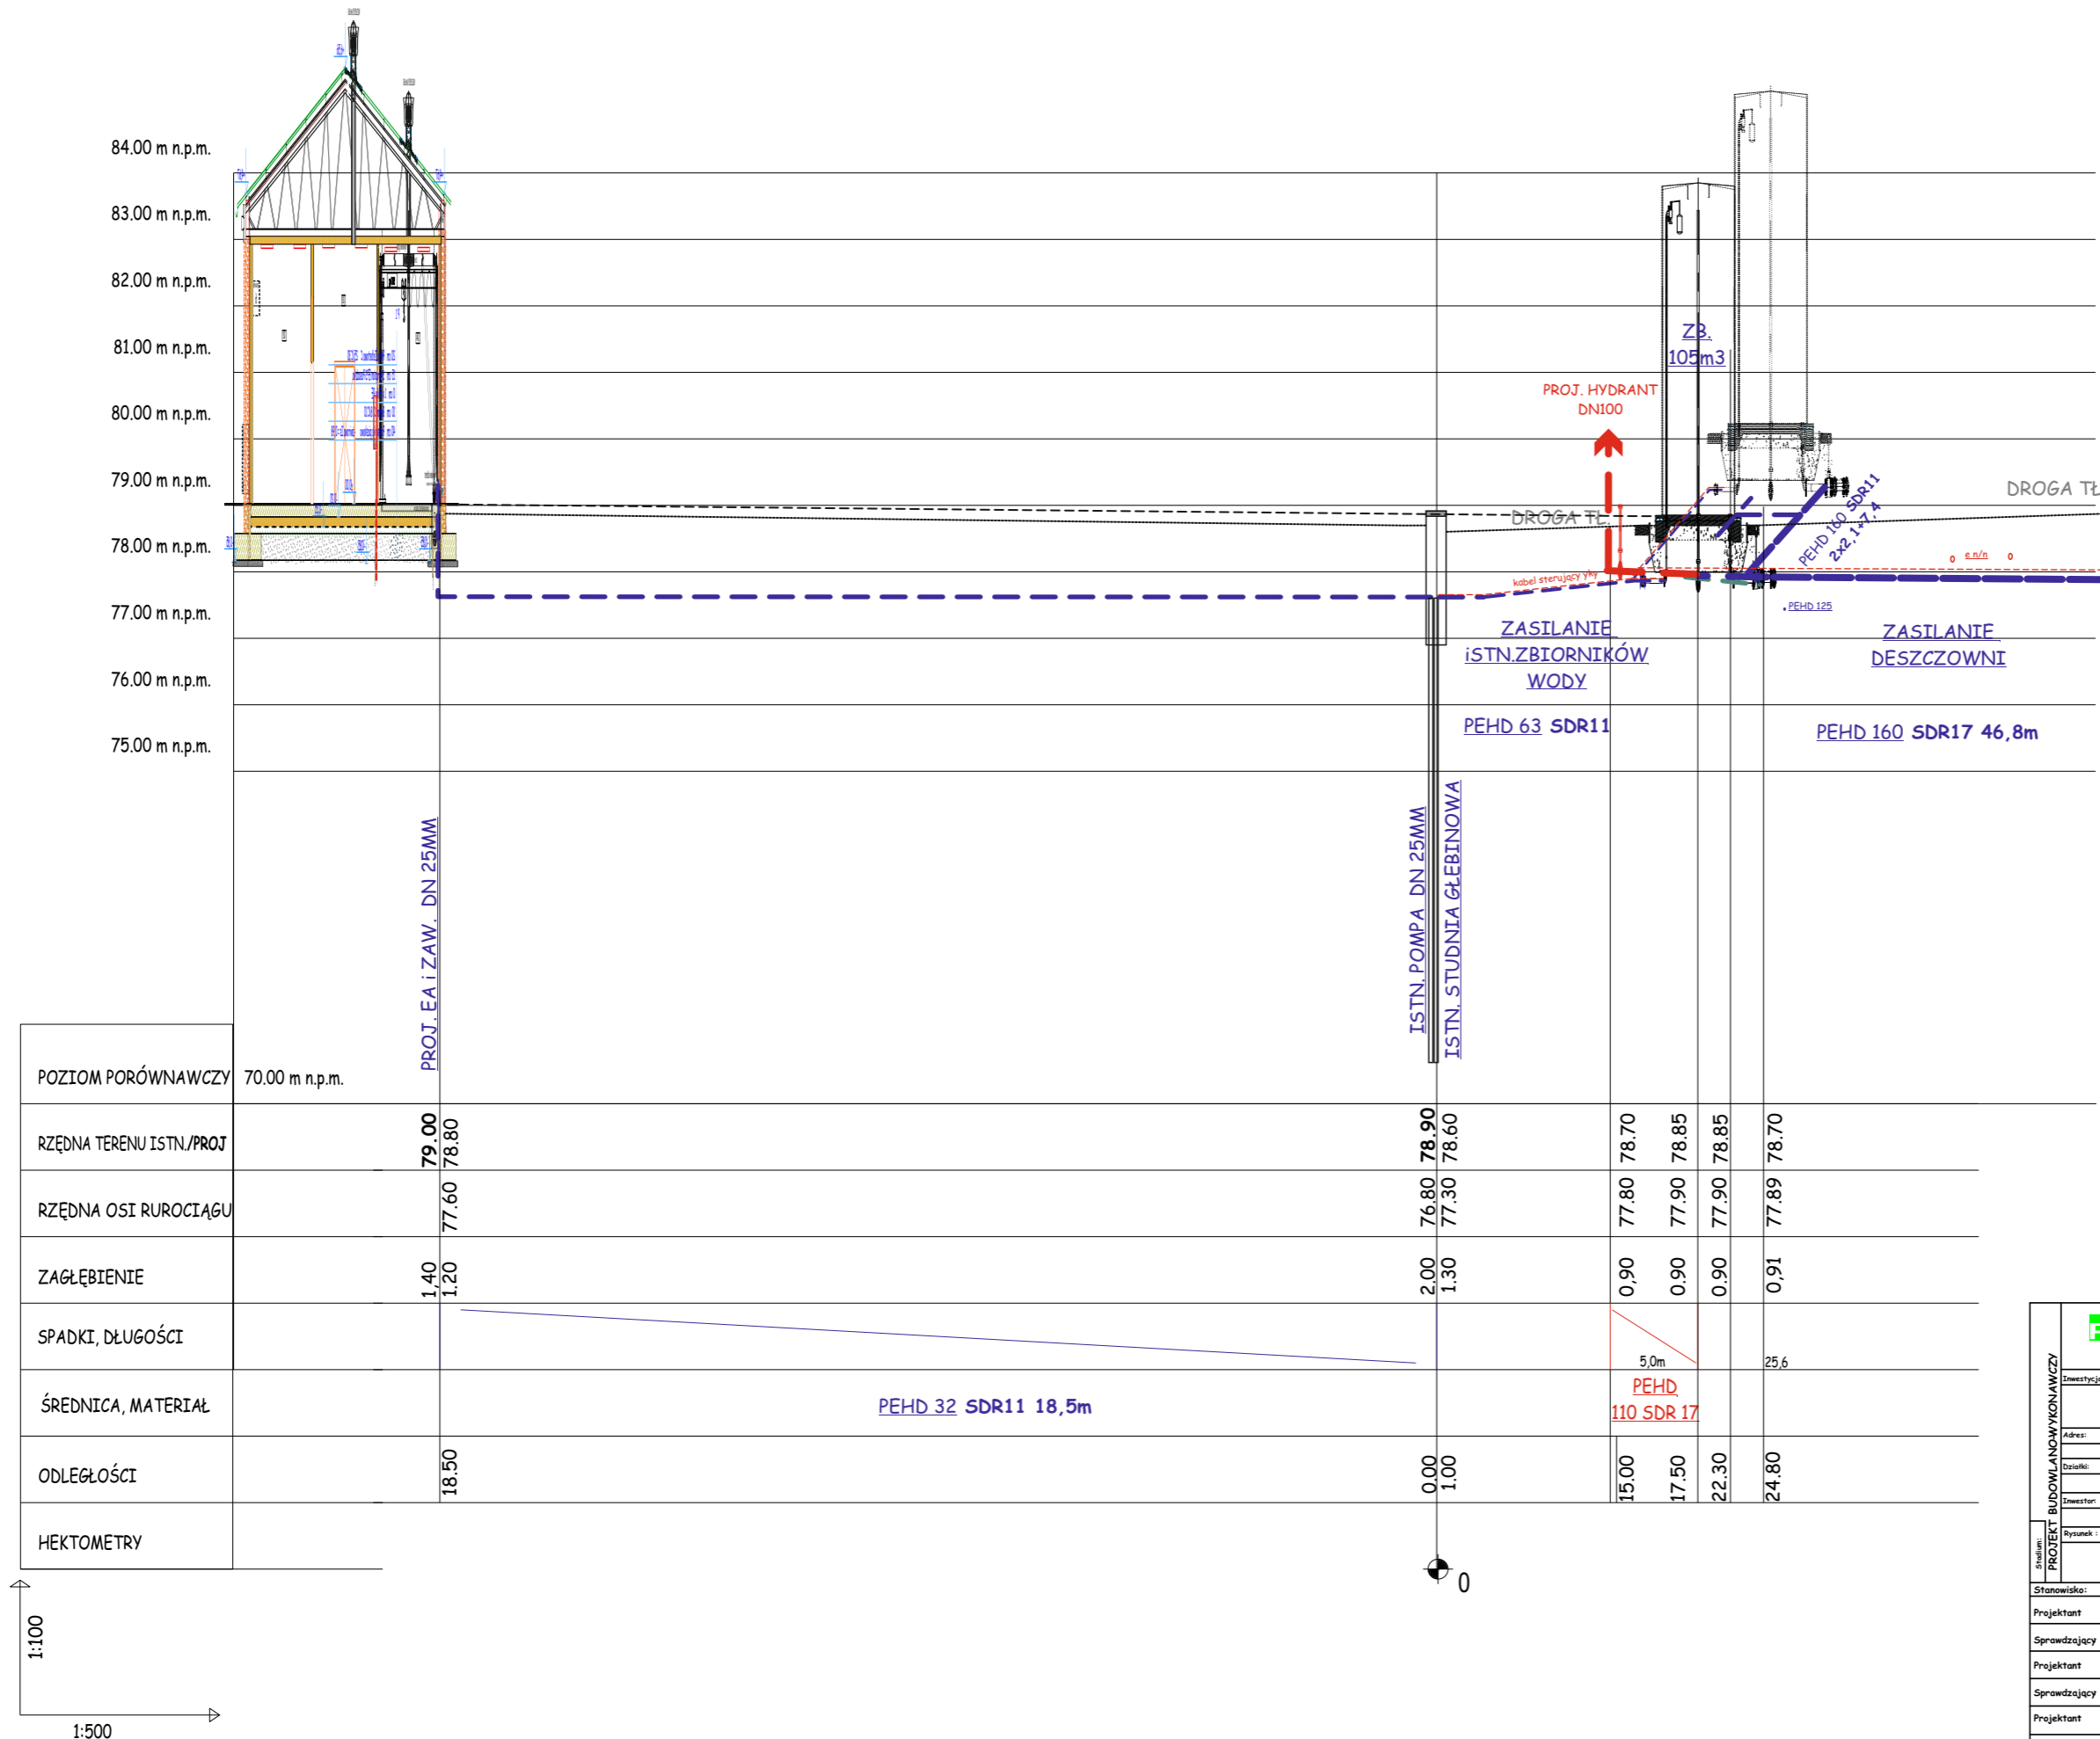 84.00 m n.p.m.
83.00 m n.p.m.
82.00 m n.p.m.
81.00 m n.p.m.
80.00 m n.p.m.
79.00 m n.p.m.
78.00 m n.p.m.
77.00 m n.p.m.
76.00 m n.p.m.
75.00 m n.p.m.
ZB.
105m3
PROJ. HYDRANT
DN100
DROGA TŁ.
DROGA TŁ
PEHD 160 SDR11
2x2,1+7,4
kabel sterujący yky
e n/n
PEHD 125
ZASILANIE
iSTN.ZBIORNIKÓW
WODY
PEHD 63 SDR11
ZASILANIE
DESZCZOWNI
PEHD 160 SDR17 46,8m
PROJ. EA i ZAW. DN 25MM
ISTN. POMPA DN 25MM
ISTN. STUDNIA GŁEBINOWA
POZIOM PORÓWNAWCZY 70.00 m n.p.m.
RZĘDNA TERENU ISTN./PROJ 79.00 78.80 78.90 78.60 78.70 78.85 78.85 78.70
RZĘDNA OSI RUROCIĄGU 77.60 76.80 77.30 77.80 77.90 77.90 77.89
ZAGŁĘBIENIE 1,40 1.20 2.00 1.30 0,90 0.90 0.90 0,91
SPADKI, DŁUGOŚCI 5,0m 25,6
ŚREDNICA, MATERIAŁ PEHD 32 SDR11 18,5m
PEHD
110 SDR 17
ODLEGŁOŚCI 18.50 0.00 1.00 15.00 17.50 22.30 24.80
HEKTOMETRY
0
1:100
1:500
Stadium:
PROJEKT BUDOWLANO-WYKONAWCZY
Inwestycja
Adres:
Działki:
Inwestor:
Rysunek :
Stanowisko:
Projektant
Sprawdzający
Projektant
Sprawdzający
Projektant